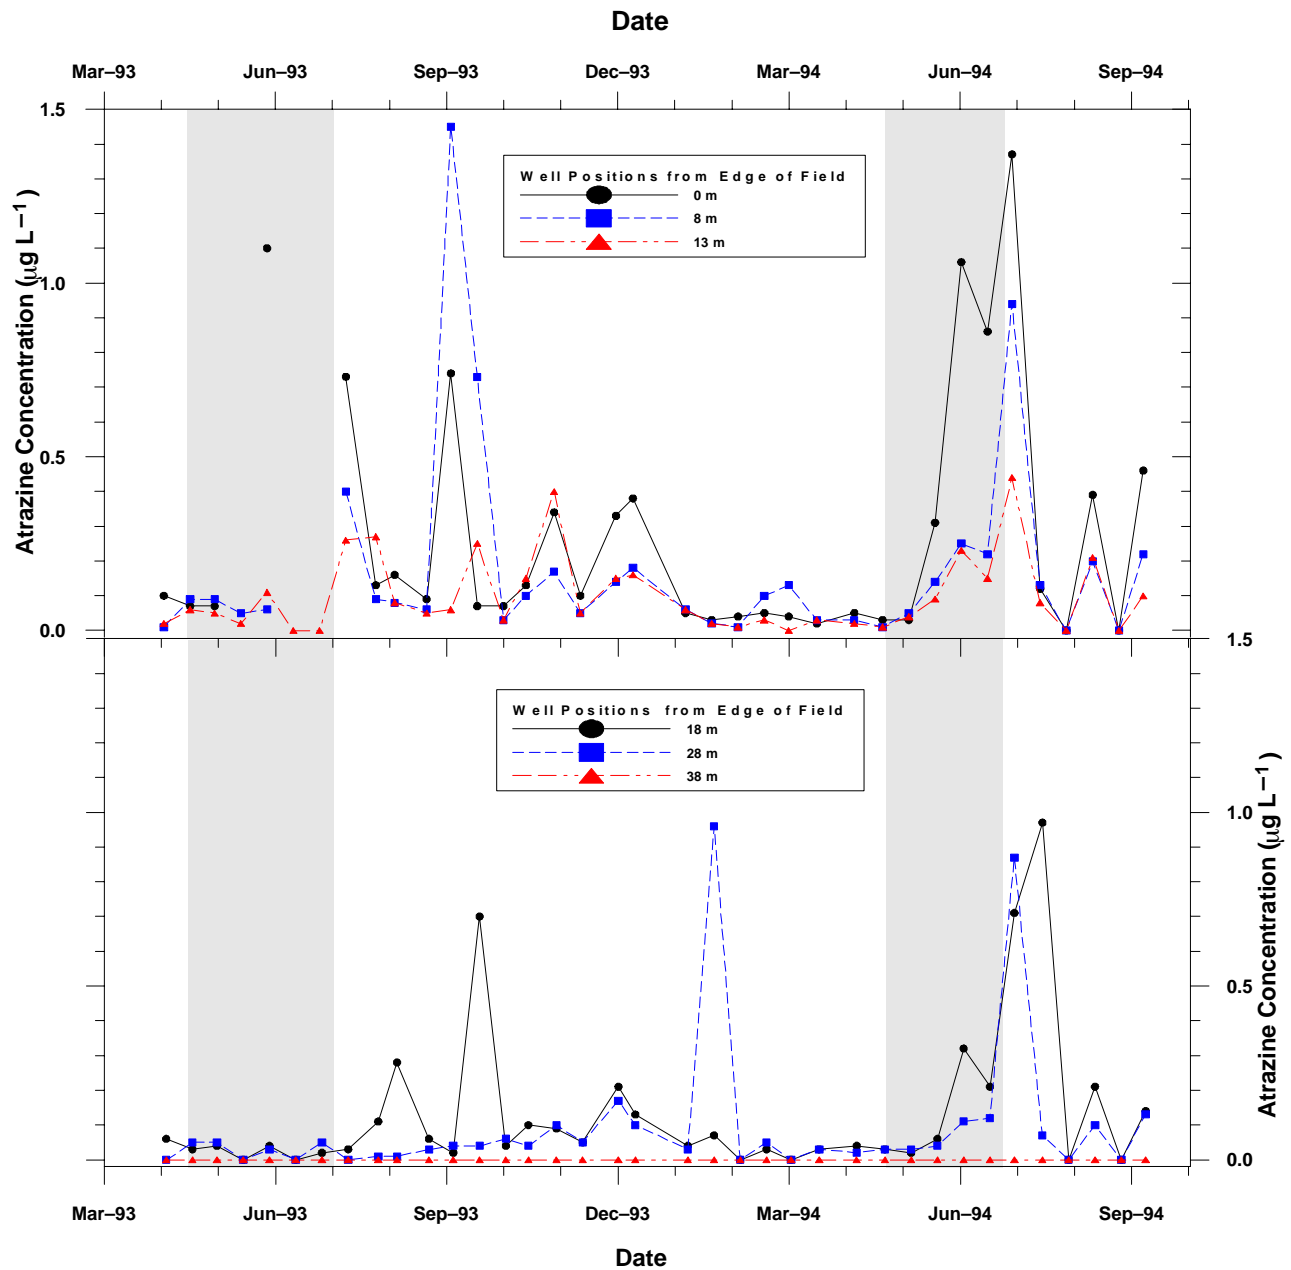 Date
Mar–93 Jun–93 Sep–93 Dec–93 Mar–94 Jun–94 Sep–94
1.5
1.0
0.5
0.0
Atrazine Concentration (μg L–1)
Well Positions from Edge of Field
0 m
8 m
13 m
1.5
1.0
0.5
0.0
Atrazine Concentration (μg L–1)
Well Positions from Edge of Field
18 m
28 m
38 m
Mar–93 Jun–93 Sep–93 Dec–93 Mar–94 Jun–94 Sep–94
Date